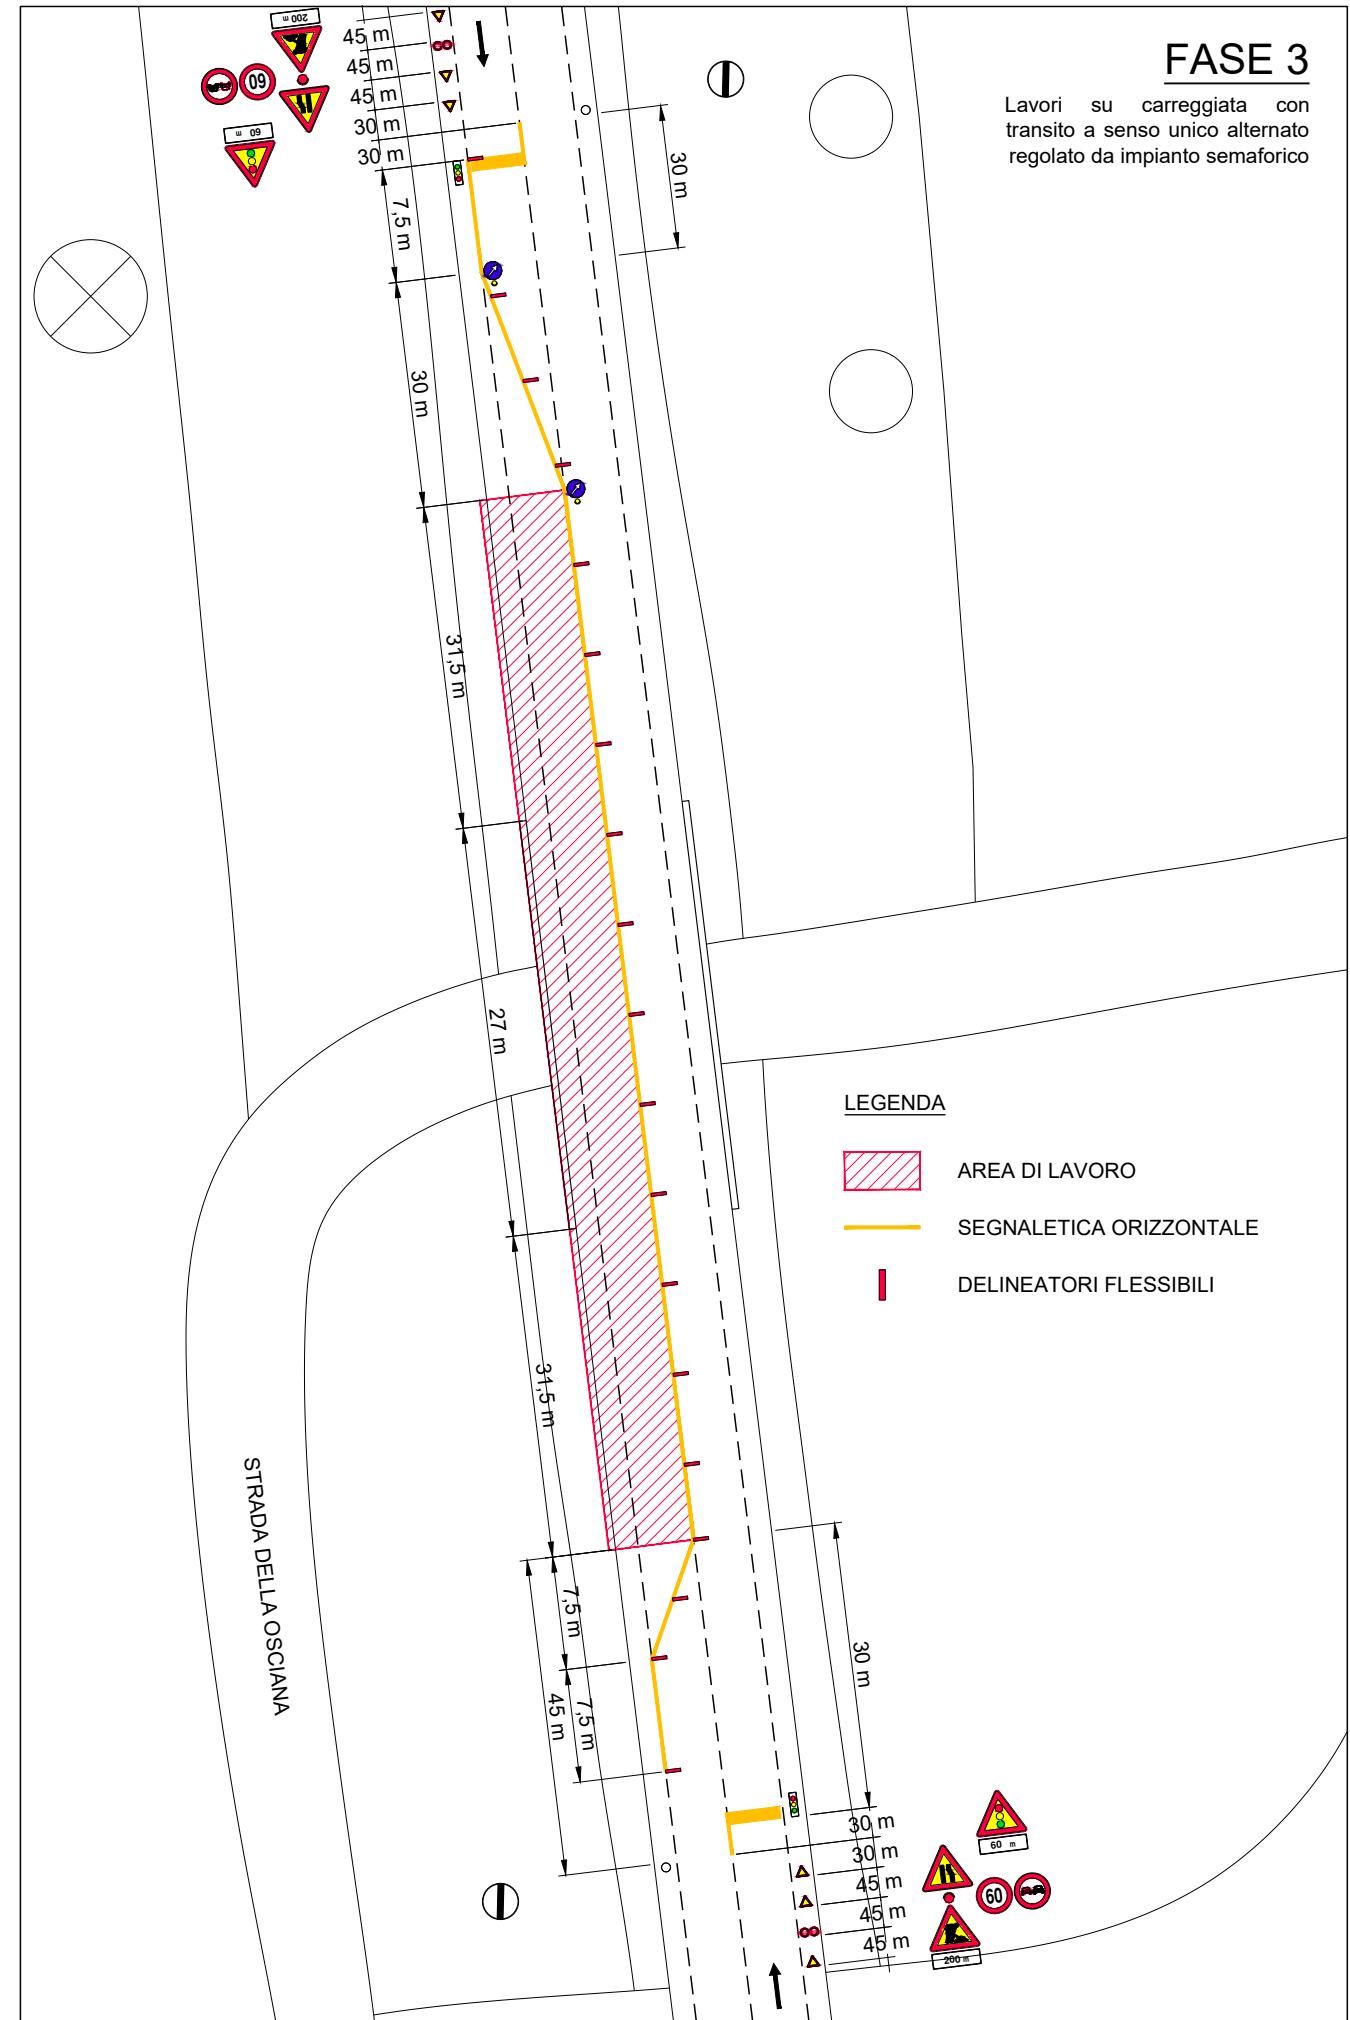 FASE 3
Lavori su carreggiata con
transito a senso unico alternato
regolato da impianto semaforico
200 m
60
60 m
45 m
45 m
45 m
30 m
30 m
7,5 m
30 m
30 m
31,5 m
27 m
31,5 m
LEGENDA
AREA DI LAVORO
SEGNALETICA ORIZZONTALE
DELINEATORI FLESSIBILI
STRADA DELLA OSCIANA
7,5 m
45 m
7,5 m
30 m
30 m
30 m
45 m
45 m
45 m
60 m
60
200 m